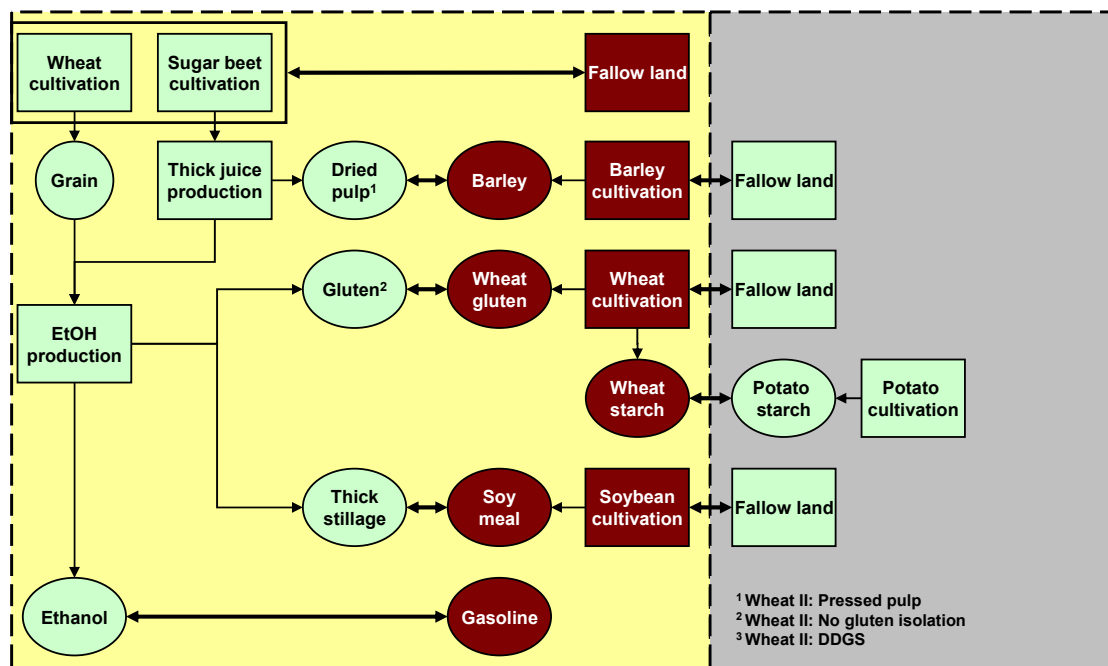 Wheat
cultivation
Sugar beet
cultivation
Fallow land
Grain
Thick juice
production
Dried
pulp¹
Barley
Barley
cultivation
Fallow land
Gluten²
Wheat
gluten
Wheat
cultivation
Fallow land
EtOH
production
Wheat
starch
Potato
starch
Potato
cultivation
Thick
stillage
Soy
meal
Soybean
cultivation
Fallow land
Ethanol
Gasoline
¹ Wheat II: Pressed pulp
² Wheat II: No gluten isolation
³ Wheat II: DDGS